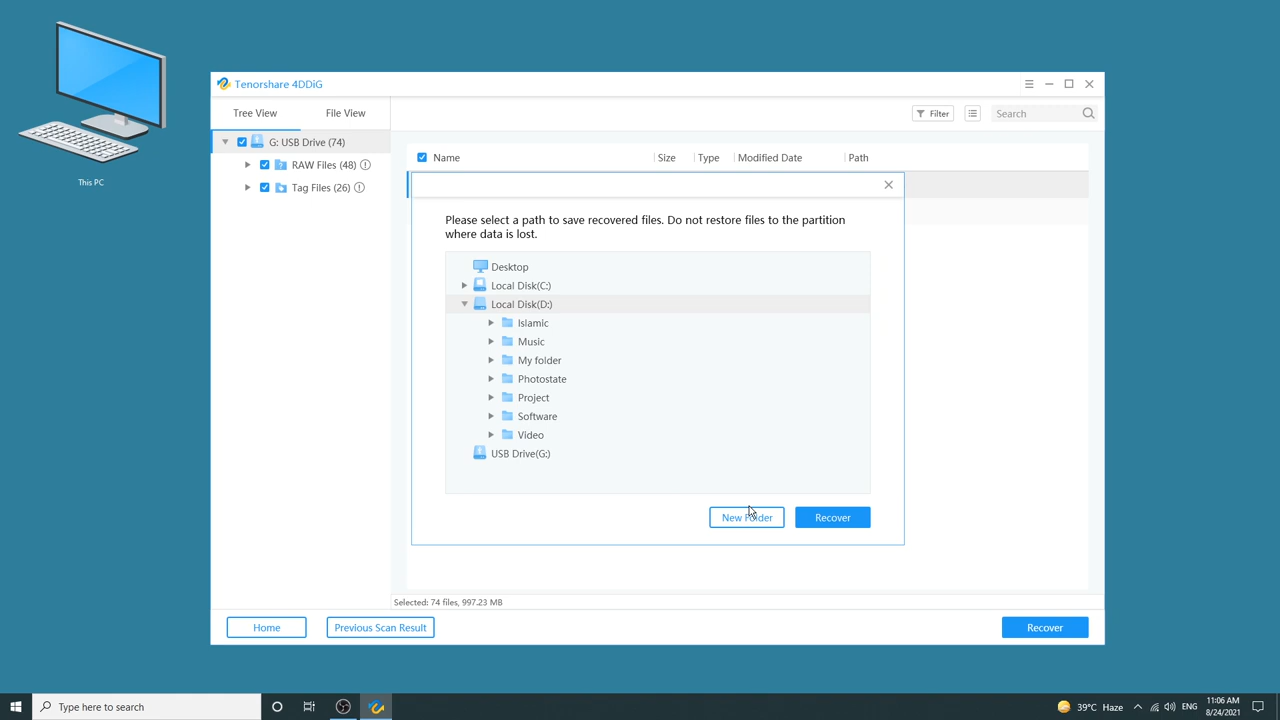 This PC
Tenorshare 4DDiG
Tree View
File View
Filter
Search
G: USB Drive (74)
RAW Files (48)
Tag Files (26)
Name
Size
Type
Modified Date
Path
Please select a path to save recovered files. Do not restore files to the partition
where data is lost.
Desktop
Local Disk(C:)
Local Disk(D:)
Islamic
Music
My folder
Photostate
Project
Software
Video
USB Drive(G:)
New Folder
Recover
Selected: 74 files, 997.23 MB
Home
Previous Scan Result
Recover
Type here to search
39°C Haze
ENG
11:06 AM
8/24/2021